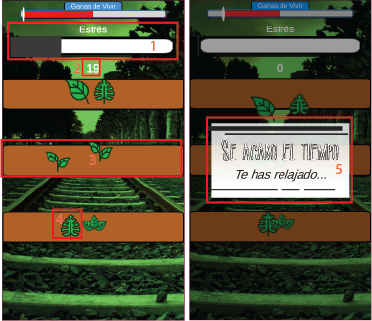 Ganas de Vivir
Estrés
1
2 19
3
4
Ganas de Vivir
Estrés
0
SE ACABO EL TIEMPO
Te has relajado...
5